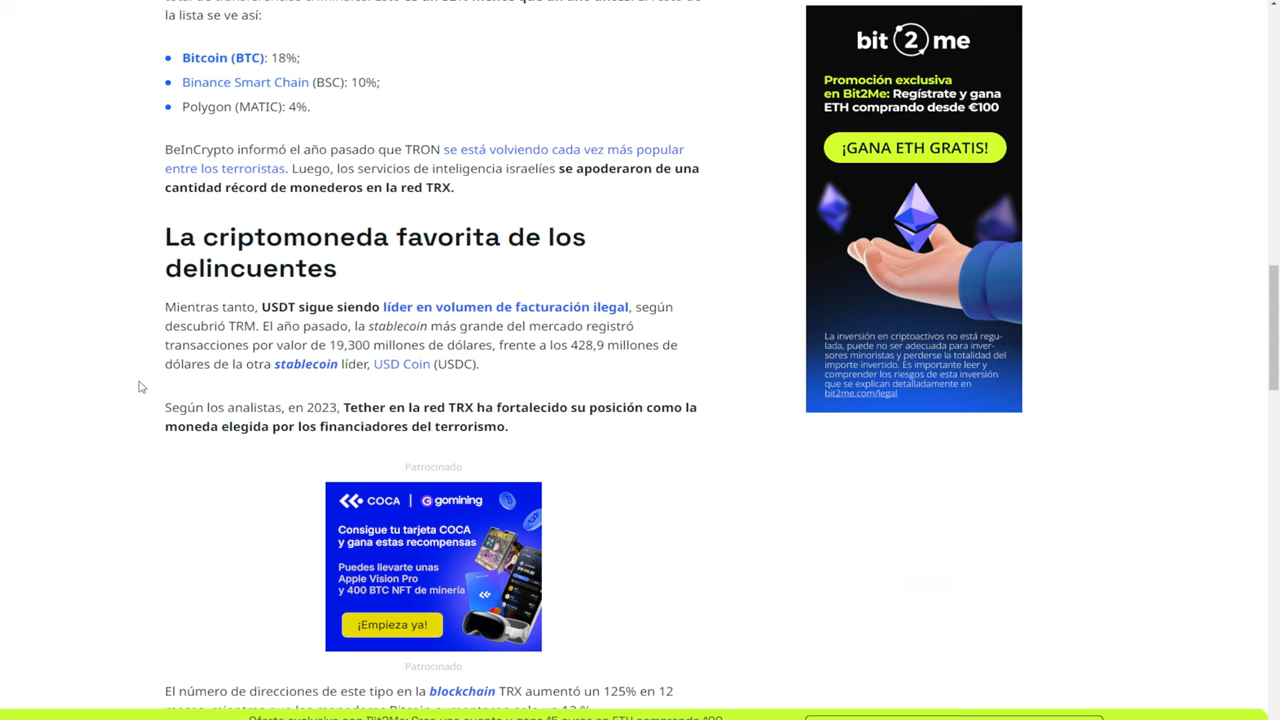 la lista se ve así:
Bitcoin (BTC): 18%;
Binance Smart Chain (BSC): 10%;
Polygon (MATIC): 4%.
BeInCrypto informó el año pasado que TRON se está volviendo cada vez más popular
entre los terroristas. Luego, los servicios de inteligencia israelíes se apoderaron de una
cantidad récord de monederos en la red TRX.
La criptomoneda favorita de los
delincuentes
Mientras tanto, USDT sigue siendo líder en volumen de facturación ilegal, según
descubrió TRM. El año pasado, la stablecoin más grande del mercado registró
transacciones por valor de 19,300 millones de dólares, frente a los 428,9 millones de
dólares de la otra stablecoin líder, USD Coin (USDC).
Según los analistas, en 2023, Tether en la red TRX ha fortalecido su posición como la
moneda elegida por los financiadores del terrorismo.
Patrocinado
COCA | gomining
Consigue tu tarjeta COCA
y gana estas recompensas
Puedes llevarte unas
Apple Vision Pro
y 400 BTC NFT de minería
¡Empieza ya!
Patrocinado
El número de direcciones de este tipo en la blockchain TRX aumentó un 125% en 12
bit2me
Promoción exclusiva
en Bit2Me: Regístrate y gana
ETH comprando desde €100
¡GANA ETH GRATIS!
La inversión en criptoactivos no está regu-
lada, puede no ser adecuada para inver-
sores minoristas y perderse la totalidad del
importe invertido. Es importante leer y
comprender los riesgos de esta inversión
que se explican detalladamente en
bit2me.com/legal